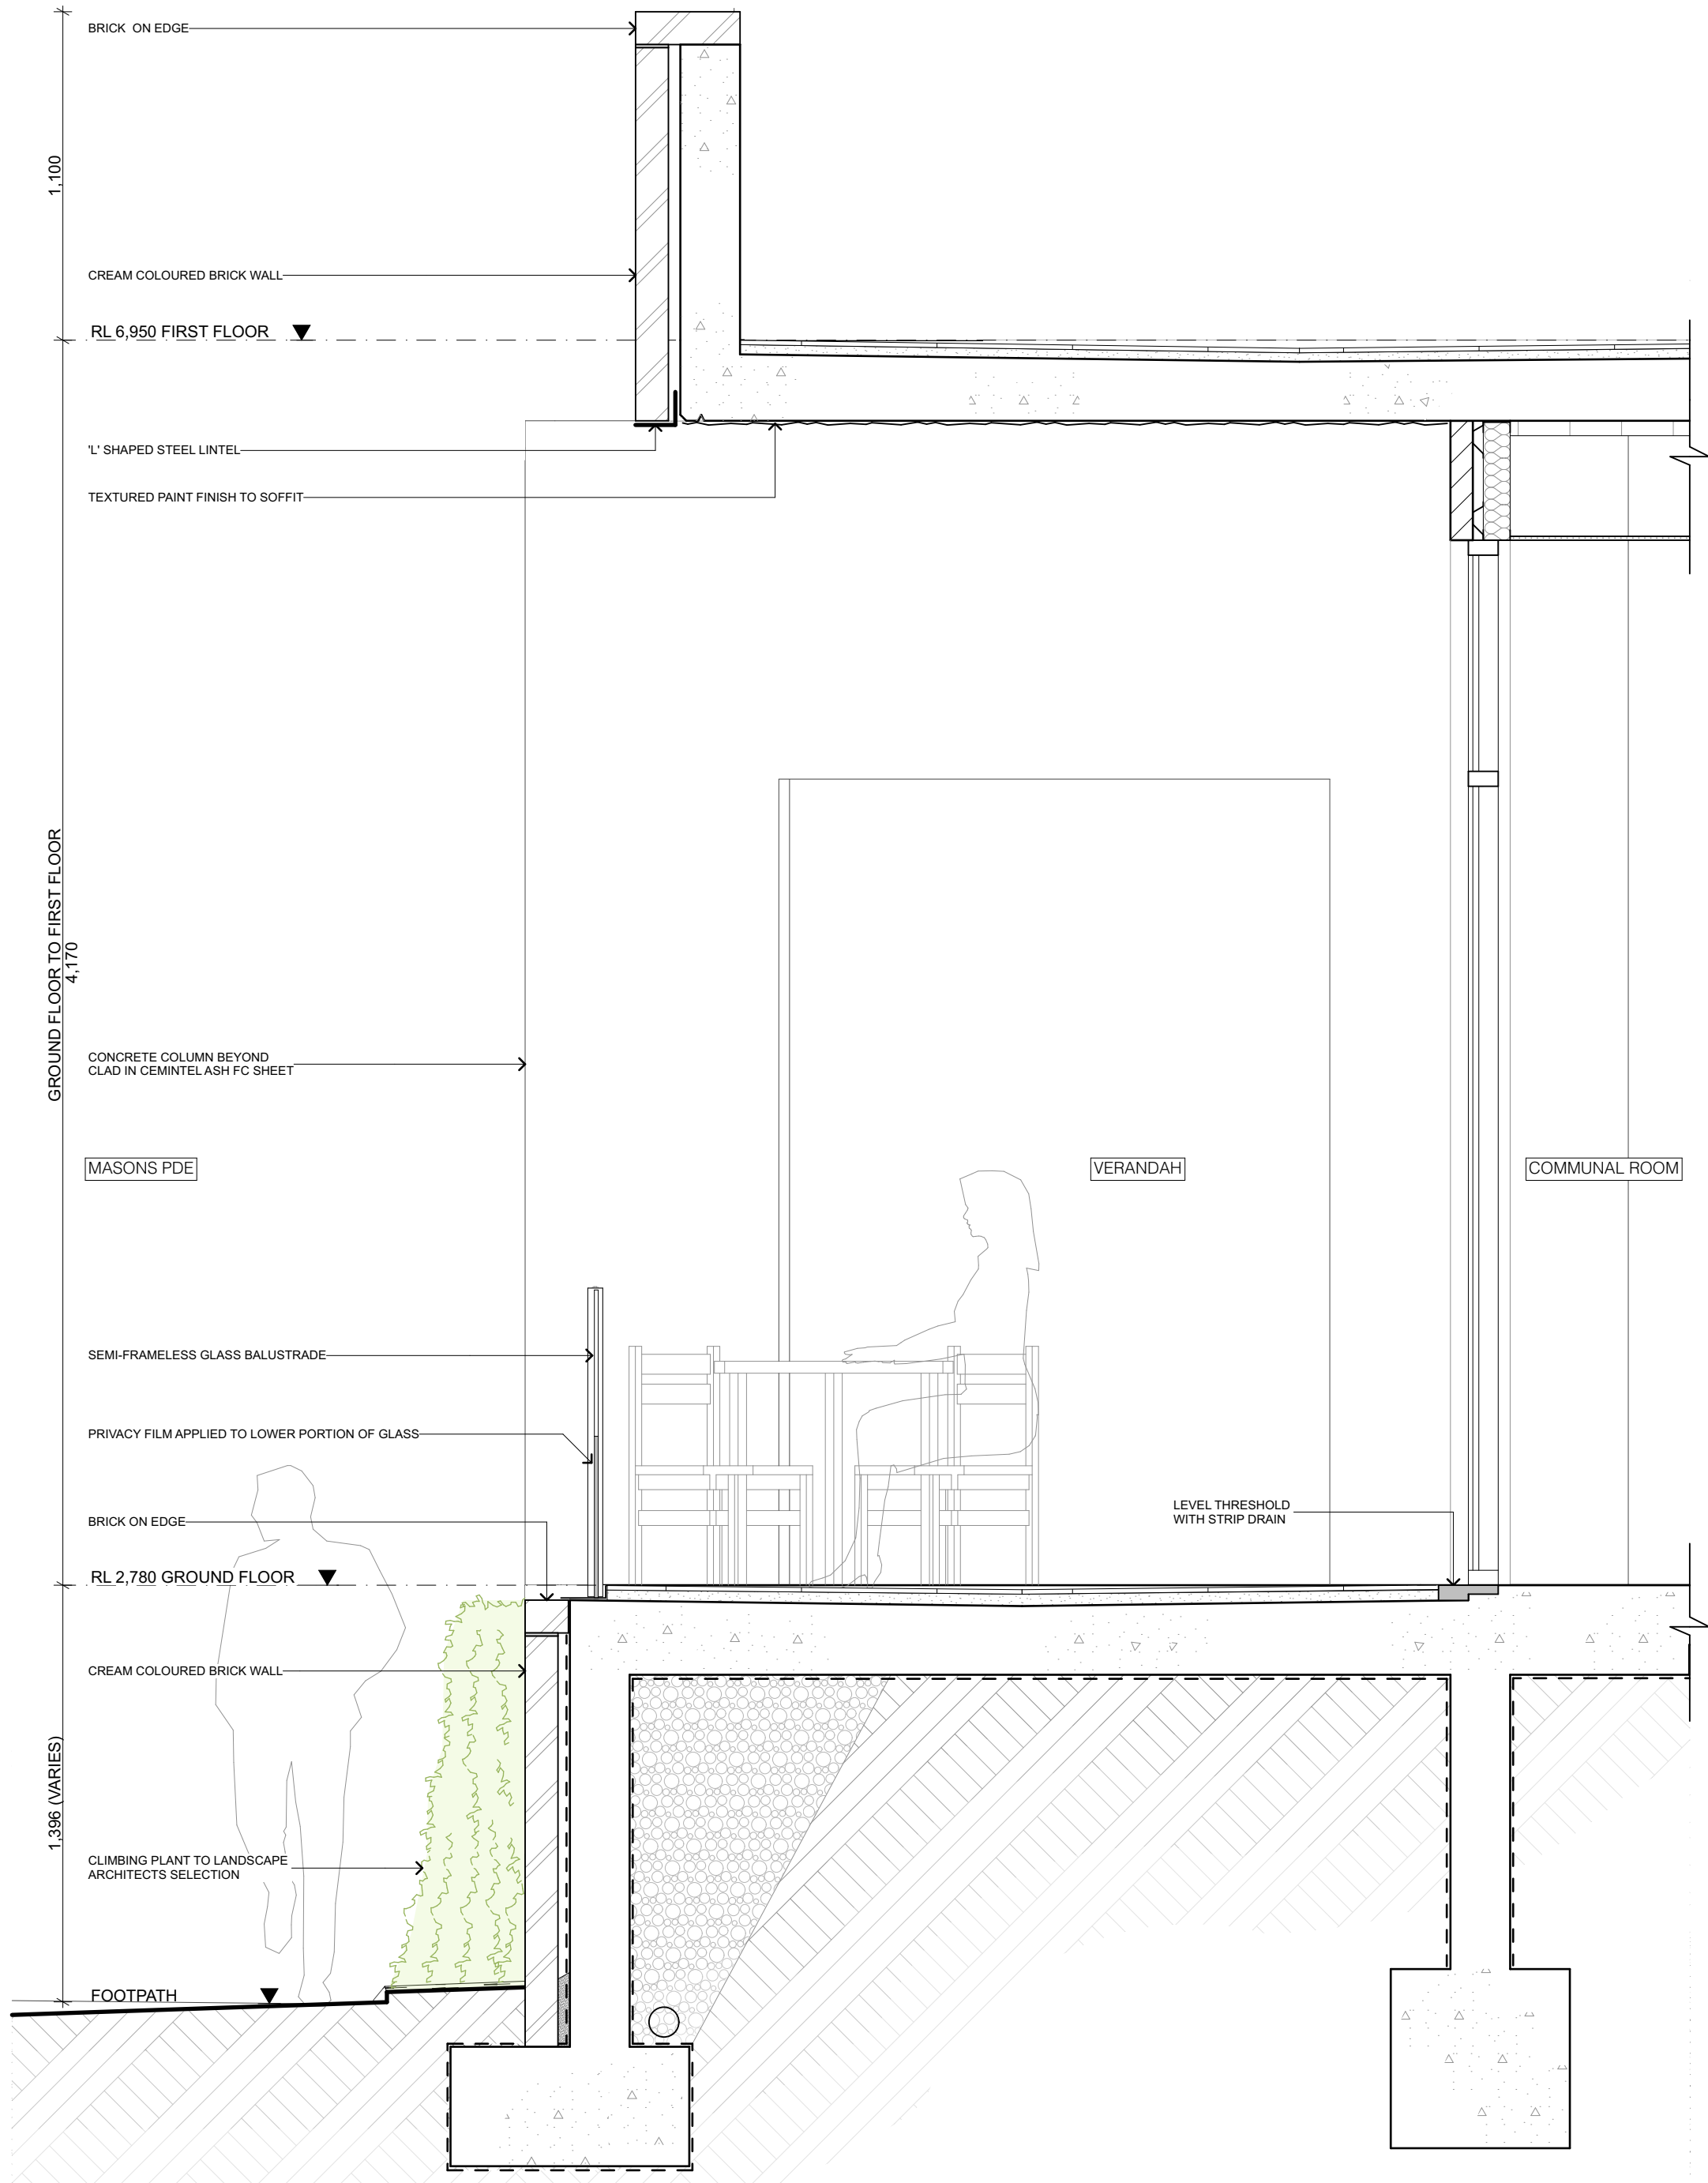 BRICK ON EDGE
1,100
CREAM COLOURED BRICK WALL
RL 6,950 FIRST FLOOR
'L' SHAPED STEEL LINTEL
TEXTURED PAINT FINISH TO SOFFIT
GROUND FLOOR TO FIRST FLOOR
4,170
CONCRETE COLUMN BEYOND
CLAD IN CEMINTEL ASH FC SHEET
MASONS PDE
VERANDAH
COMMUNAL ROOM
SEMI-FRAMELESS GLASS BALUSTRADE
PRIVACY FILM APPLIED TO LOWER PORTION OF GLASS
BRICK ON EDGE
LEVEL THRESHOLD
WITH STRIP DRAIN
RL 2,780 GROUND FLOOR
CREAM COLOURED BRICK WALL
1,396 (VARIES)
CLIMBING PLANT TO LANDSCAPE
ARCHITECTS SELECTION
FOOTPATH